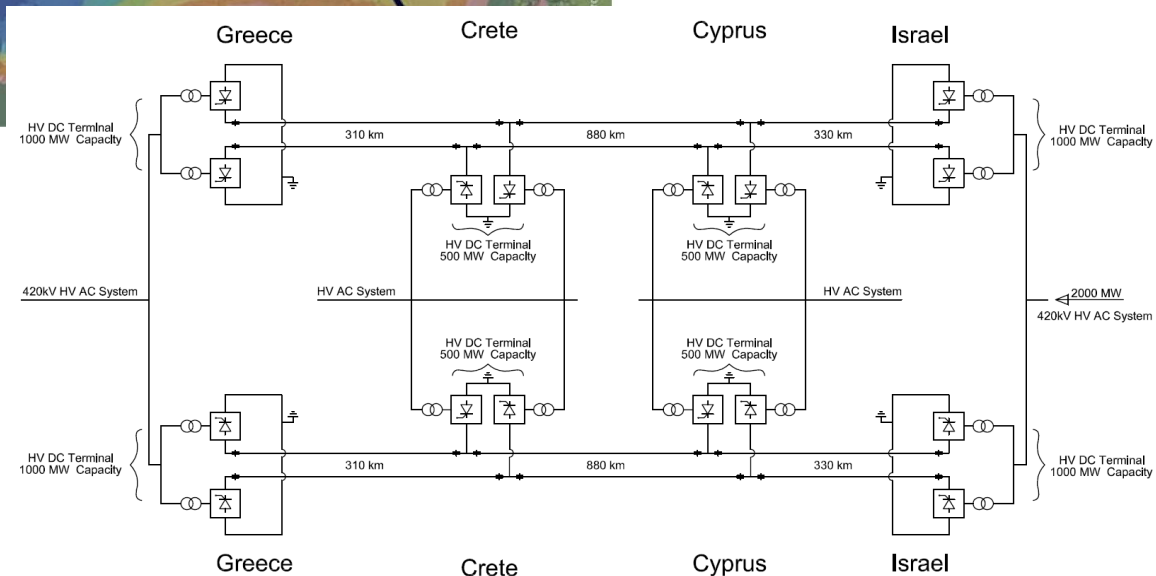 Greece
Crete
Cyprus
Israel
HV DC Terminal
1000 MW Capacity
310 km
880 km
330 km
HV DC Terminal
1000 MW Capacity
HV DC Terminal
500 MW Capacity
HV DC Terminal
500 MW Capacity
420kV HV AC System
HV AC System
HV AC System
2000 MW
420kV HV AC System
HV DC Terminal
500 MW Capacity
HV DC Terminal
500 MW Capacity
HV DC Terminal
1000 MW Capacity
310 km
880 km
330 km
HV DC Terminal
1000 MW Capacity
Greece
Crete
Cyprus
Israel